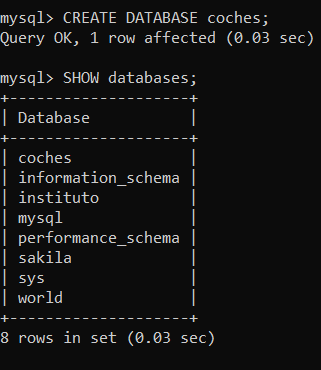 mysql> CREATE DATABASE coches;
Query OK, 1 row affected (0.03 sec)
mysql> SHOW databases;
+--------------------+
| Database           |
+--------------------+
| coches             |
| information_schema |
| instituto          |
| mysql              |
| performance_schema |
| sakila             |
| sys                |
| world              |
+--------------------+
8 rows in set (0.03 sec)